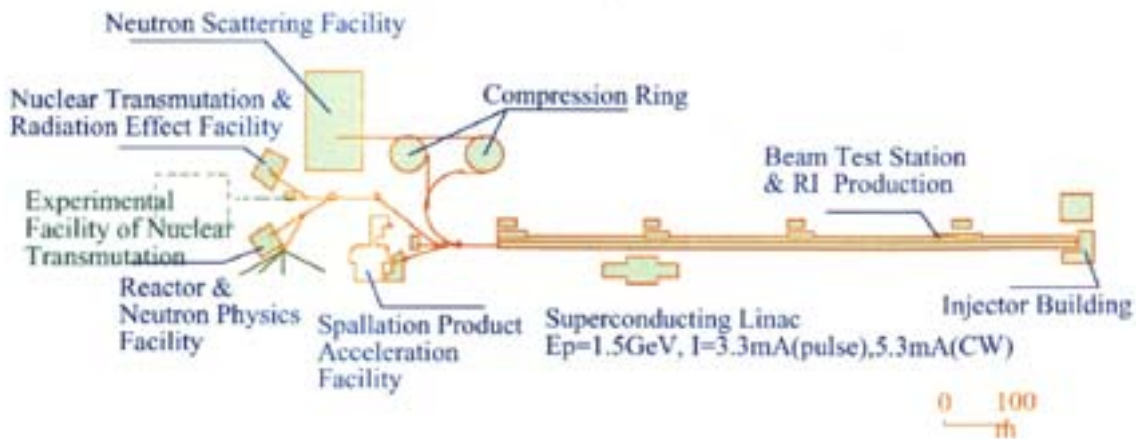 Neutron Scattering Facility
Nuclear Transmutation &
Radiation Effect Facility
Compression Ring
Beam Test Station
& RI Production
Experimental
Facility of Nuclear
Transmutation
Reactor &
Neutron Physics
Facility
Spallation Product
Acceleration
Facility
Superconducting Linac
Ep=1.5GeV, I=3.3mA(pulse),5.3mA(CW)
Injector Building
0 100
m